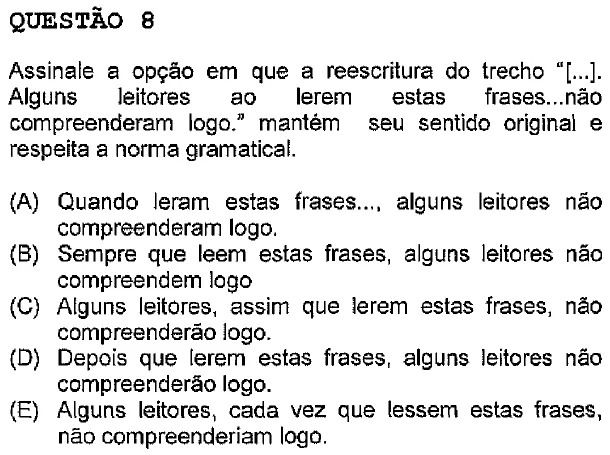 QUESTÃO 8
Assinale a opção em que a reescritura do trecho "[...].
Alguns leitores ao lerem estas frases...não
compreenderam logo." mantém seu sentido original e
respeita a norma gramatical.
(A) Quando leram estas frases..., alguns leitores não
compreenderam logo.
(B) Sempre que leem estas frases, alguns leitores não
compreendem logo
(C) Alguns leitores, assim que lerem estas frases, não
compreenderão logo.
(D) Depois que lerem estas frases, alguns leitores não
compreenderão logo.
(E) Alguns leitores, cada vez que lessem estas frases,
não compreenderiam logo.